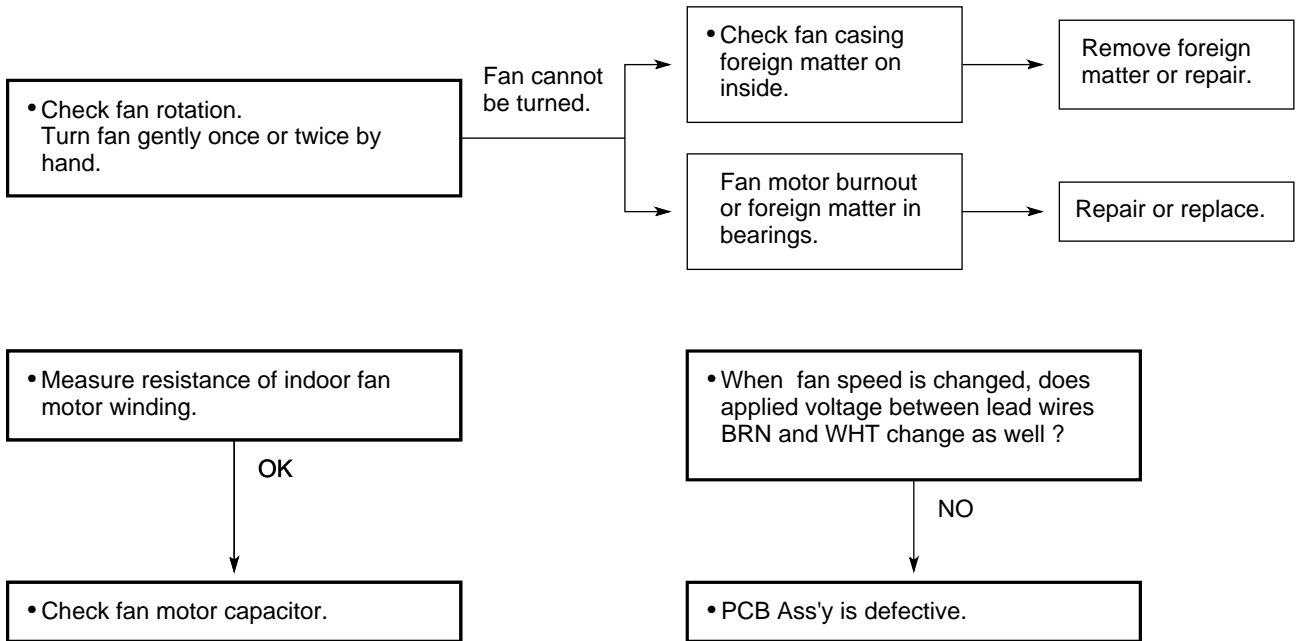 • Check fan rotation.
Turn fan gently once or twice by
hand.
Fan cannot
be turned.
• Check fan casing
foreign matter on
inside.
Remove foreign
matter or repair.
Fan motor burnout
or foreign matter in
bearings.
Repair or replace.
• Measure resistance of indoor fan
motor winding.
OK
• Check fan motor capacitor.
• When fan speed is changed, does
applied voltage between lead wires
BRN and WHT change as well ?
NO
• PCB Ass'y is defective.